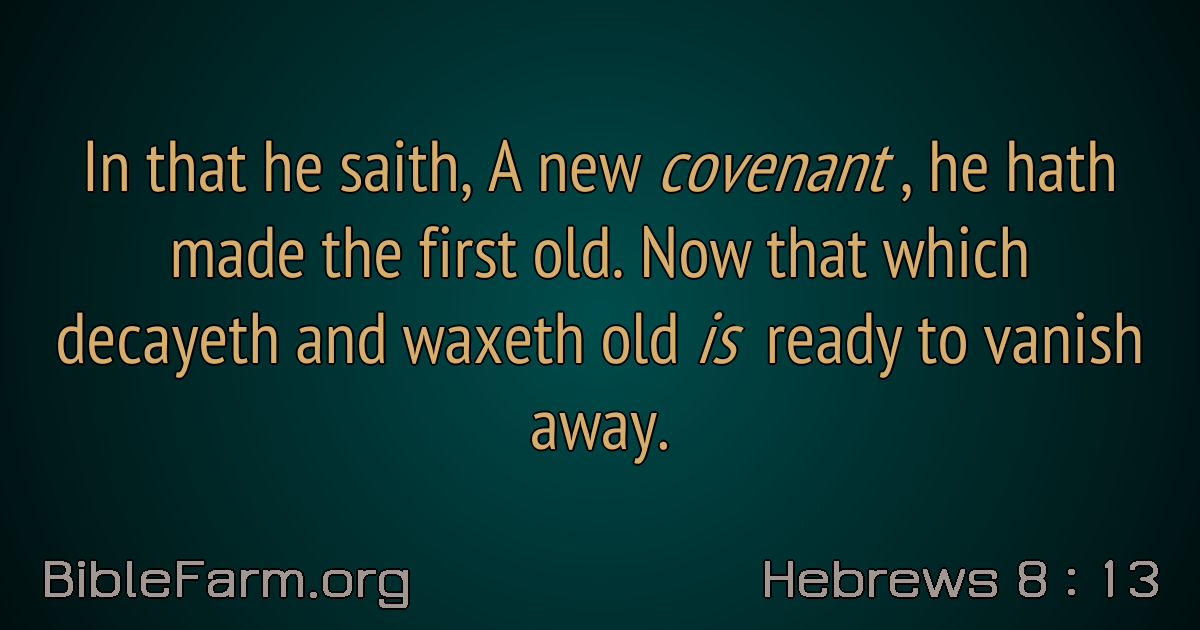 In that he saith, A new covenant , he hath
made the first old. Now that which
decayeth and waxeth old is ready to vanish
away.
BibleFarm.org
Hebrews 8 : 13